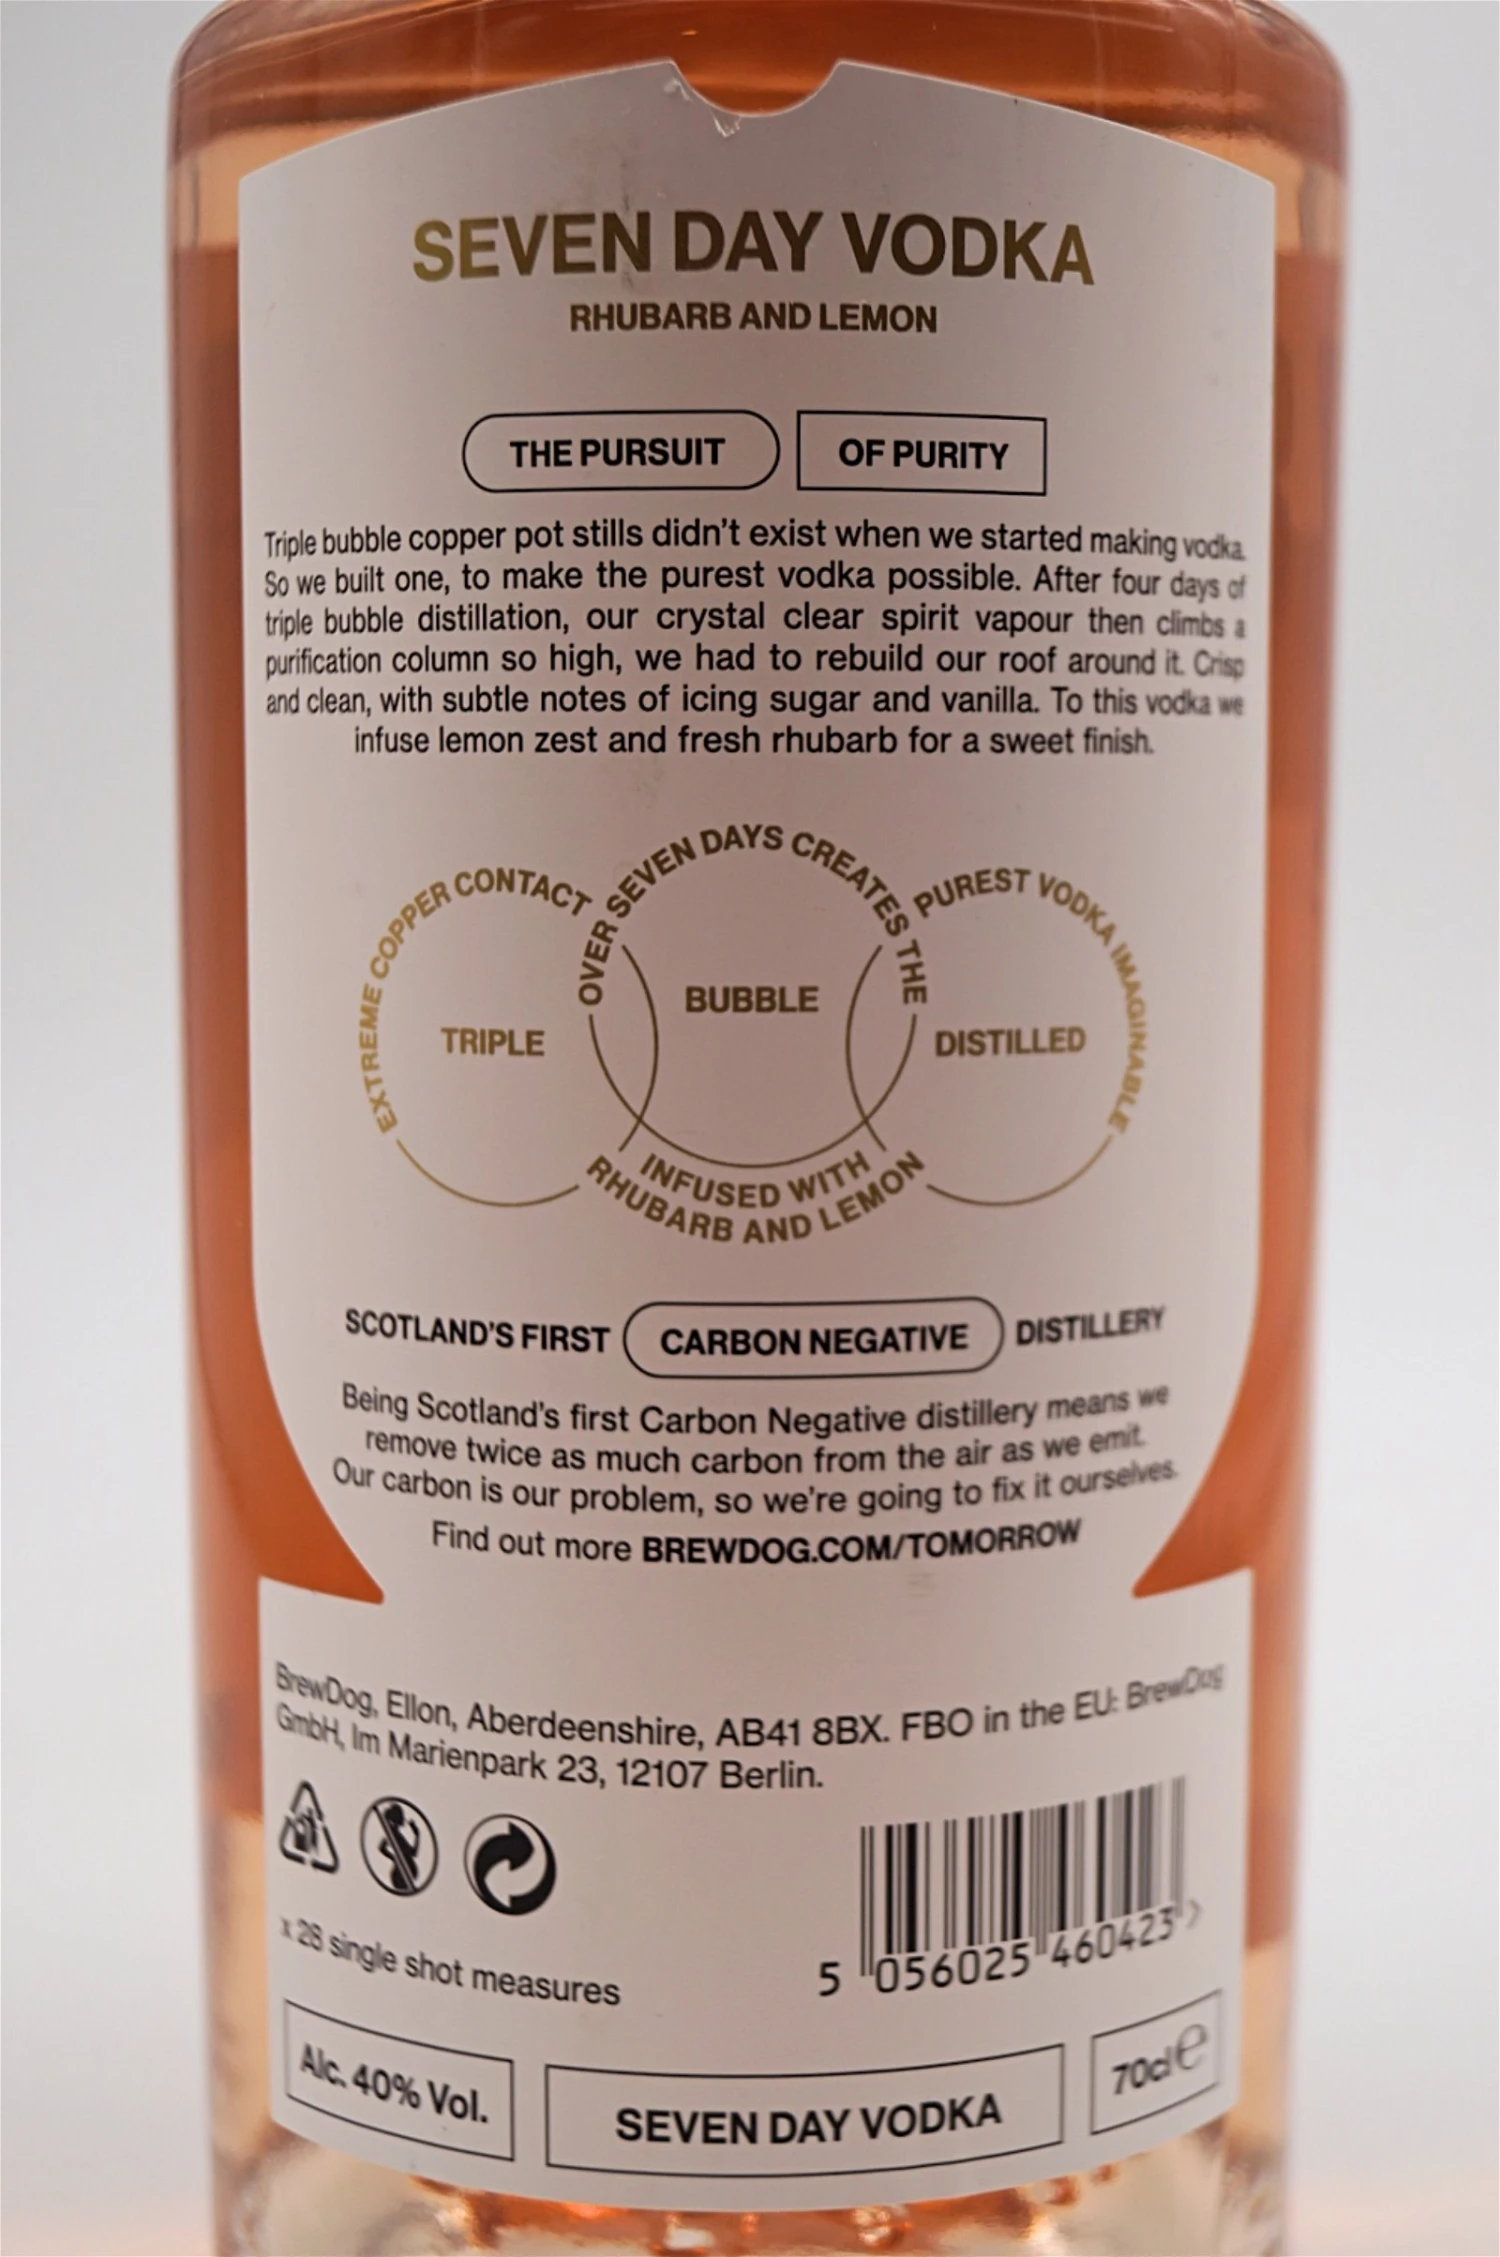 SEVEN DAY VODKA
RHUBARB AND LEMON
THE PURSUIT OF PURITY
Triple bubble copper pot stills didn't exist when we started making vodka.
So we built one, to make the purest vodka possible. After four days of
triple bubble distillation, our crystal clear spirit vapour then climbs a
purification column so high, we had to rebuild our roof around it. Crisp
and clean, with subtle notes of icing sugar and vanilla. To this vodka we
infuse lemon zest and fresh rhubarb for a sweet finish.
EXTREME COPPER CONTACT
OVER SEVEN DAYS CREATES THE
PUREST VODKA IMAGINABLE
TRIPLE
BUBBLE
DISTILLED
INFUSED WITH
RHUBARB AND LEMON
SCOTLAND'S FIRST CARBON NEGATIVE DISTILLERY
Being Scotland's first Carbon Negative distillery means we
remove twice as much carbon from the air as we emit.
Our carbon is our problem, so we're going to fix it ourselves.
Find out more BREWDOG.COM/TOMORROW
BrewDog, Ellon, Aberdeenshire, AB41 8BX. FBO in the EU: BrewDog
GmbH, Im Marienpark 23, 12107 Berlin.
x 28 single shot measures
5 056025 460423 >
Alc. 40% Vol.
SEVEN DAY VODKA
70cl e